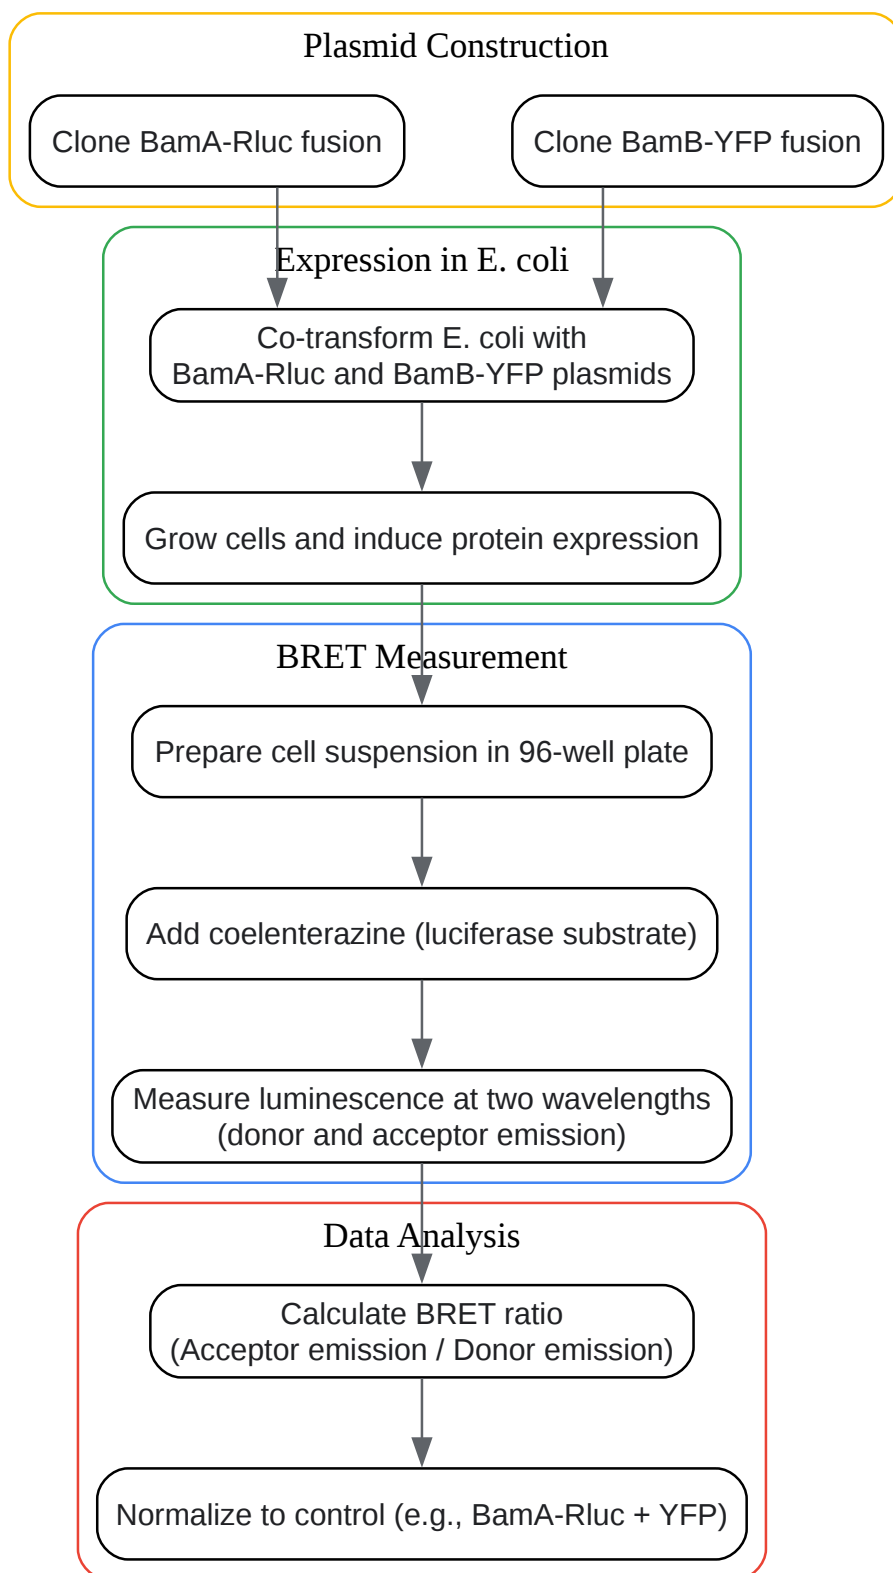 Plasmid Construction
Clone BamA-Rluc fusion
Clone BamB-YFP fusion
Expression in E. coli
Co-transform E. coli with
BamA-Rluc and BamB-YFP plasmids
Grow cells and induce protein expression
BRET Measurement
Prepare cell suspension in 96-well plate
Add coelenterazine (luciferase substrate)
Measure luminescence at two wavelengths
(donor and acceptor emission)
Data Analysis
Calculate BRET ratio
(Acceptor emission / Donor emission)
Normalize to control (e.g., BamA-Rluc + YFP)